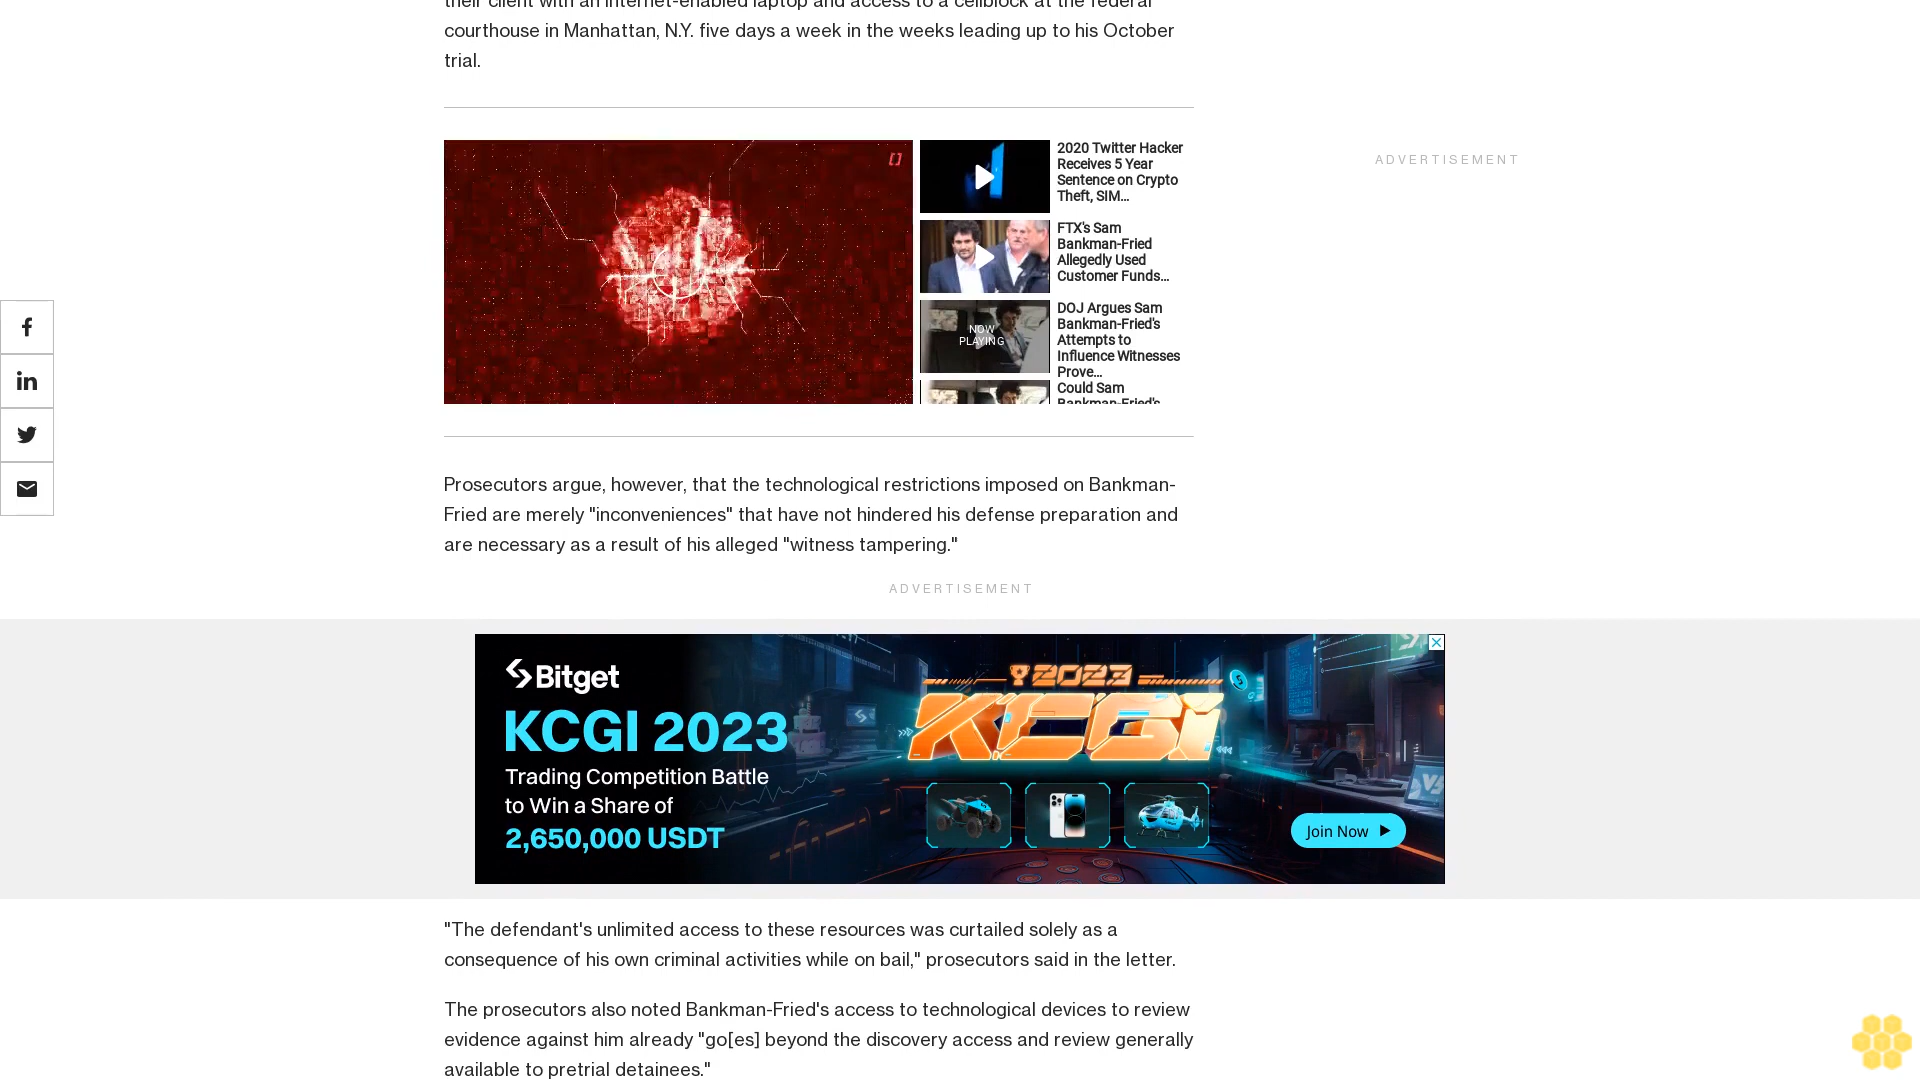 their client with an internet-enabled laptop and access to a cellblock at the federal
courthouse in Manhattan, N.Y. five days a week in the weeks leading up to his October
trial.
2020 Twitter Hacker
Receives 5 Year
Sentence on Crypto
Theft, SIM...
FTX's Sam
Bankman-Fried
Allegedly Used
Customer Funds...
NOW
PLAYING
DOJ Argues Sam
Bankman-Fried's
Attempts to
Influence Witnesses
Prove...
Could Sam
Bankman-Fried's
ADVERTISEMENT
Prosecutors argue, however, that the technological restrictions imposed on Bankman-
Fried are merely "inconveniences" that have not hindered his defense preparation and
are necessary as a result of his alleged "witness tampering."
ADVERTISEMENT
Bitget
KCGI 2023
Trading Competition Battle
to Win a Share of
2,650,000 USDT
2023
KCGI
Join Now
"The defendant's unlimited access to these resources was curtailed solely as a
consequence of his own criminal activities while on bail," prosecutors said in the letter.
The prosecutors also noted Bankman-Fried's access to technological devices to review
evidence against him already "go[es] beyond the discovery access and review generally
available to pretrial detainees."